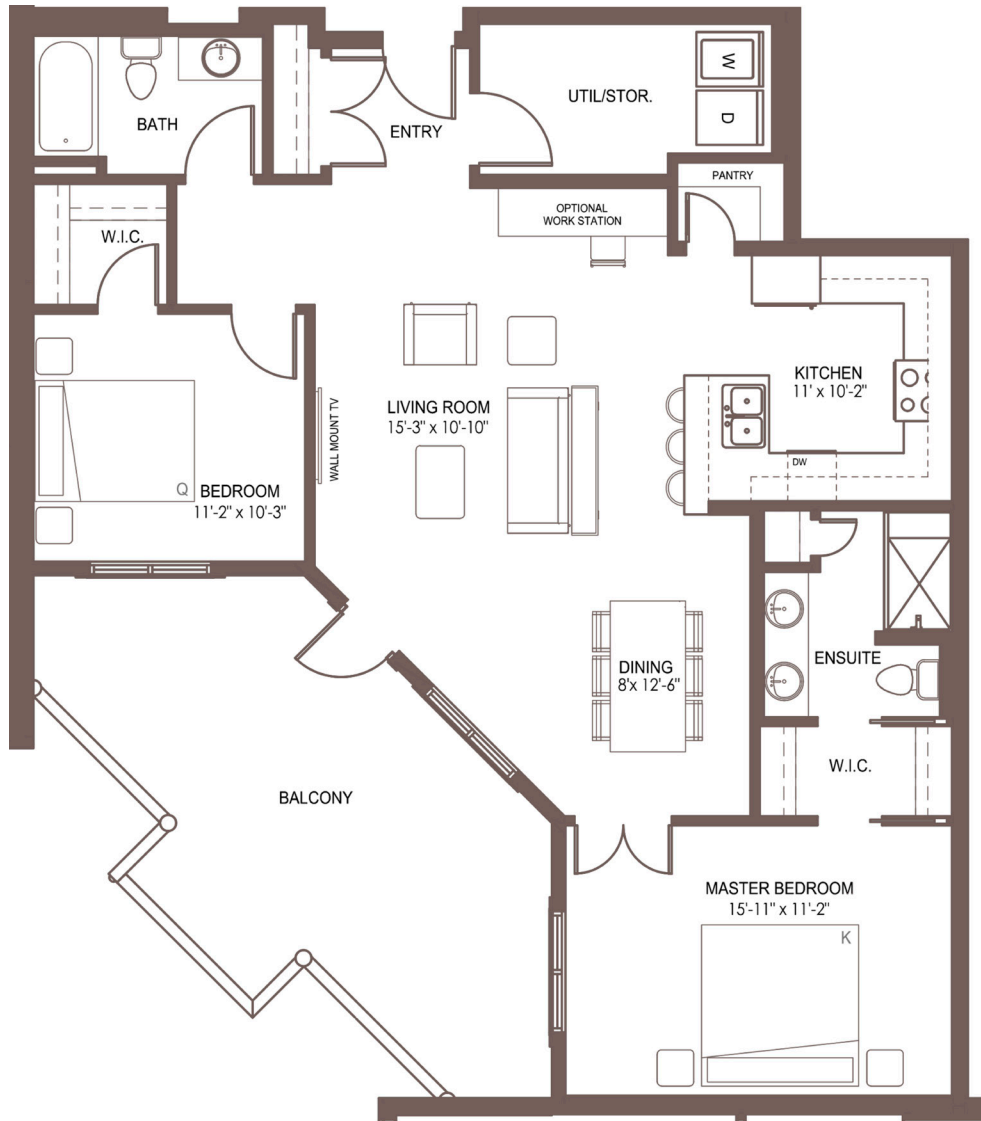 W
UTIL/STOR.
D
BATH
ENTRY
PANTRY
OPTIONAL
WORK STATION
W.I.C.
KITCHEN
11' x 10'-2"
LIVING ROOM
15'-3" x 10'-10"
WALL MOUNT TV
DW
Q
BEDROOM
11'-2" x 10'-3"
ENSUITE
DINING
8'x 12'-6"
W.I.C.
BALCONY
MASTER BEDROOM
15'-11" x 11'-2"
K